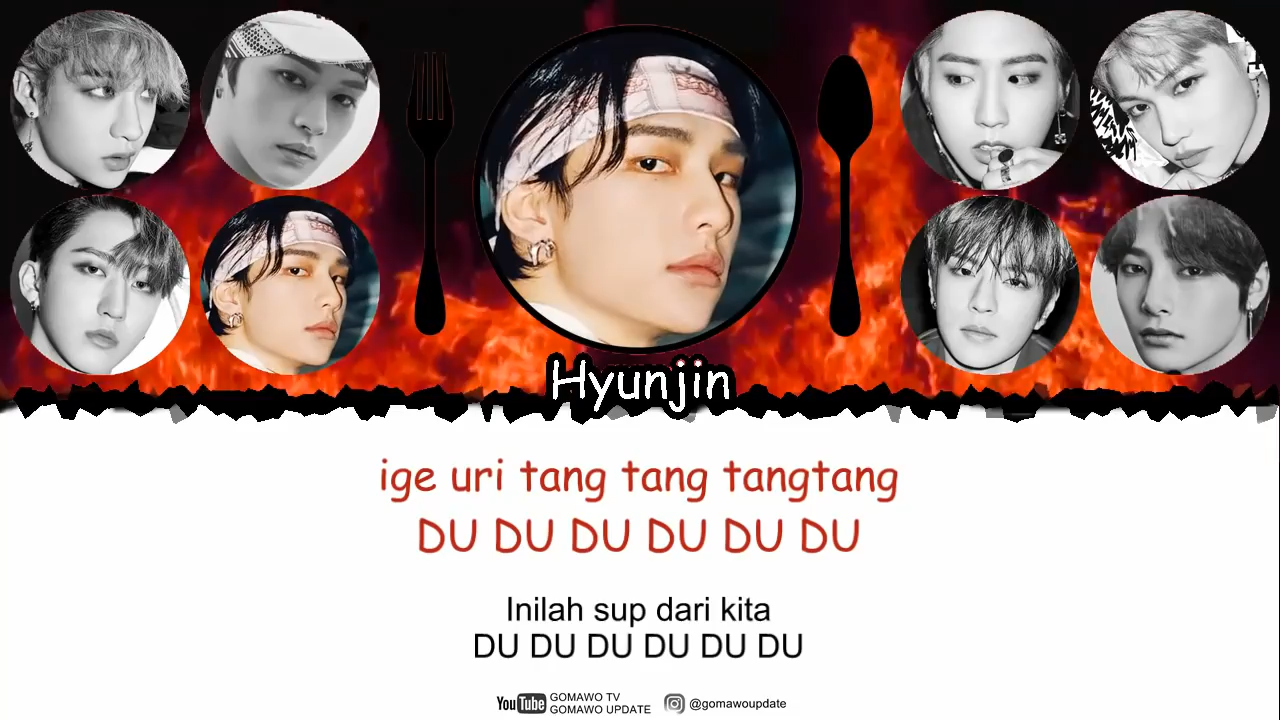 Hyunjin
ige uri tang tang tangtang
DU DU DU DU DU DU
Inilah sup dari kita
DU DU DU DU DU DU
YouTube GOMAWO TV
GOMAWO UPDATE
@gomawoupdate